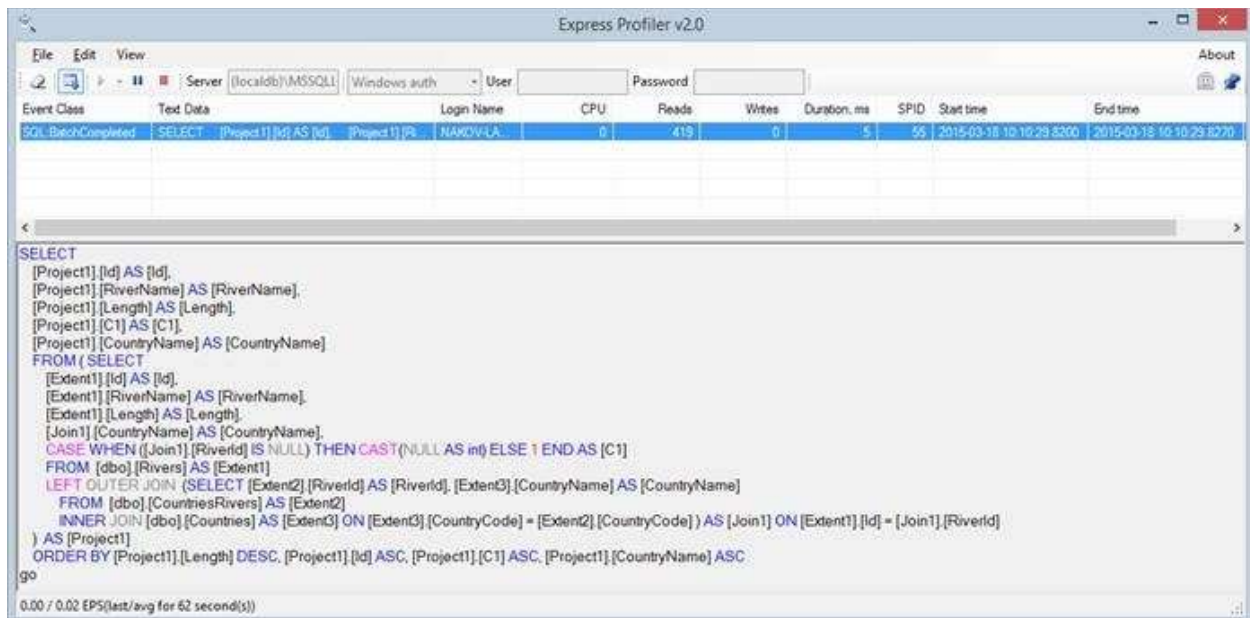 Express Profiler v2.0
File Edit View About
Server (localdb)\MSSQLL Windows auth User Password
Event Class Text Data Login Name CPU Reads Writes Duration, ms SPID Start time End time
SQL:BatchCompleted SELECT [Project1].[Id] AS [Id], [Project1].[Ri NAKOV-LA... 0 419 0 5 55 2015-03-18 10:10:29.8200 2015-03-18 10:10:29.8270
SELECT
[Project1].[Id] AS [Id],
[Project1].[RiverName] AS [RiverName],
[Project1].[Length] AS [Length],
[Project1].[C1] AS [C1],
[Project1].[CountryName] AS [CountryName]
FROM ( SELECT
[Extent1].[Id] AS [Id],
[Extent1].[RiverName] AS [RiverName],
[Extent1].[Length] AS [Length],
[Join1].[CountryName] AS [CountryName],
CASE WHEN ([Join1].[RiverId] IS NULL) THEN CAST(NULL AS int) ELSE 1 END AS [C1]
FROM [dbo].[Rivers] AS [Extent1]
LEFT OUTER JOIN (SELECT [Extent2].[RiverId] AS [RiverId], [Extent3].[CountryName] AS [CountryName]
FROM [dbo].[CountriesRivers] AS [Extent2]
INNER JOIN [dbo].[Countries] AS [Extent3] ON [Extent3].[CountryCode] = [Extent2].[CountryCode] ) AS [Join1] ON [Extent1].[Id] = [Join1].[RiverId]
) AS [Project1]
ORDER BY [Project1].[Length] DESC, [Project1].[Id] ASC, [Project1].[C1] ASC, [Project1].[CountryName] ASC
go
0.00 / 0.02 EPS(last/avg for 62 second(s))